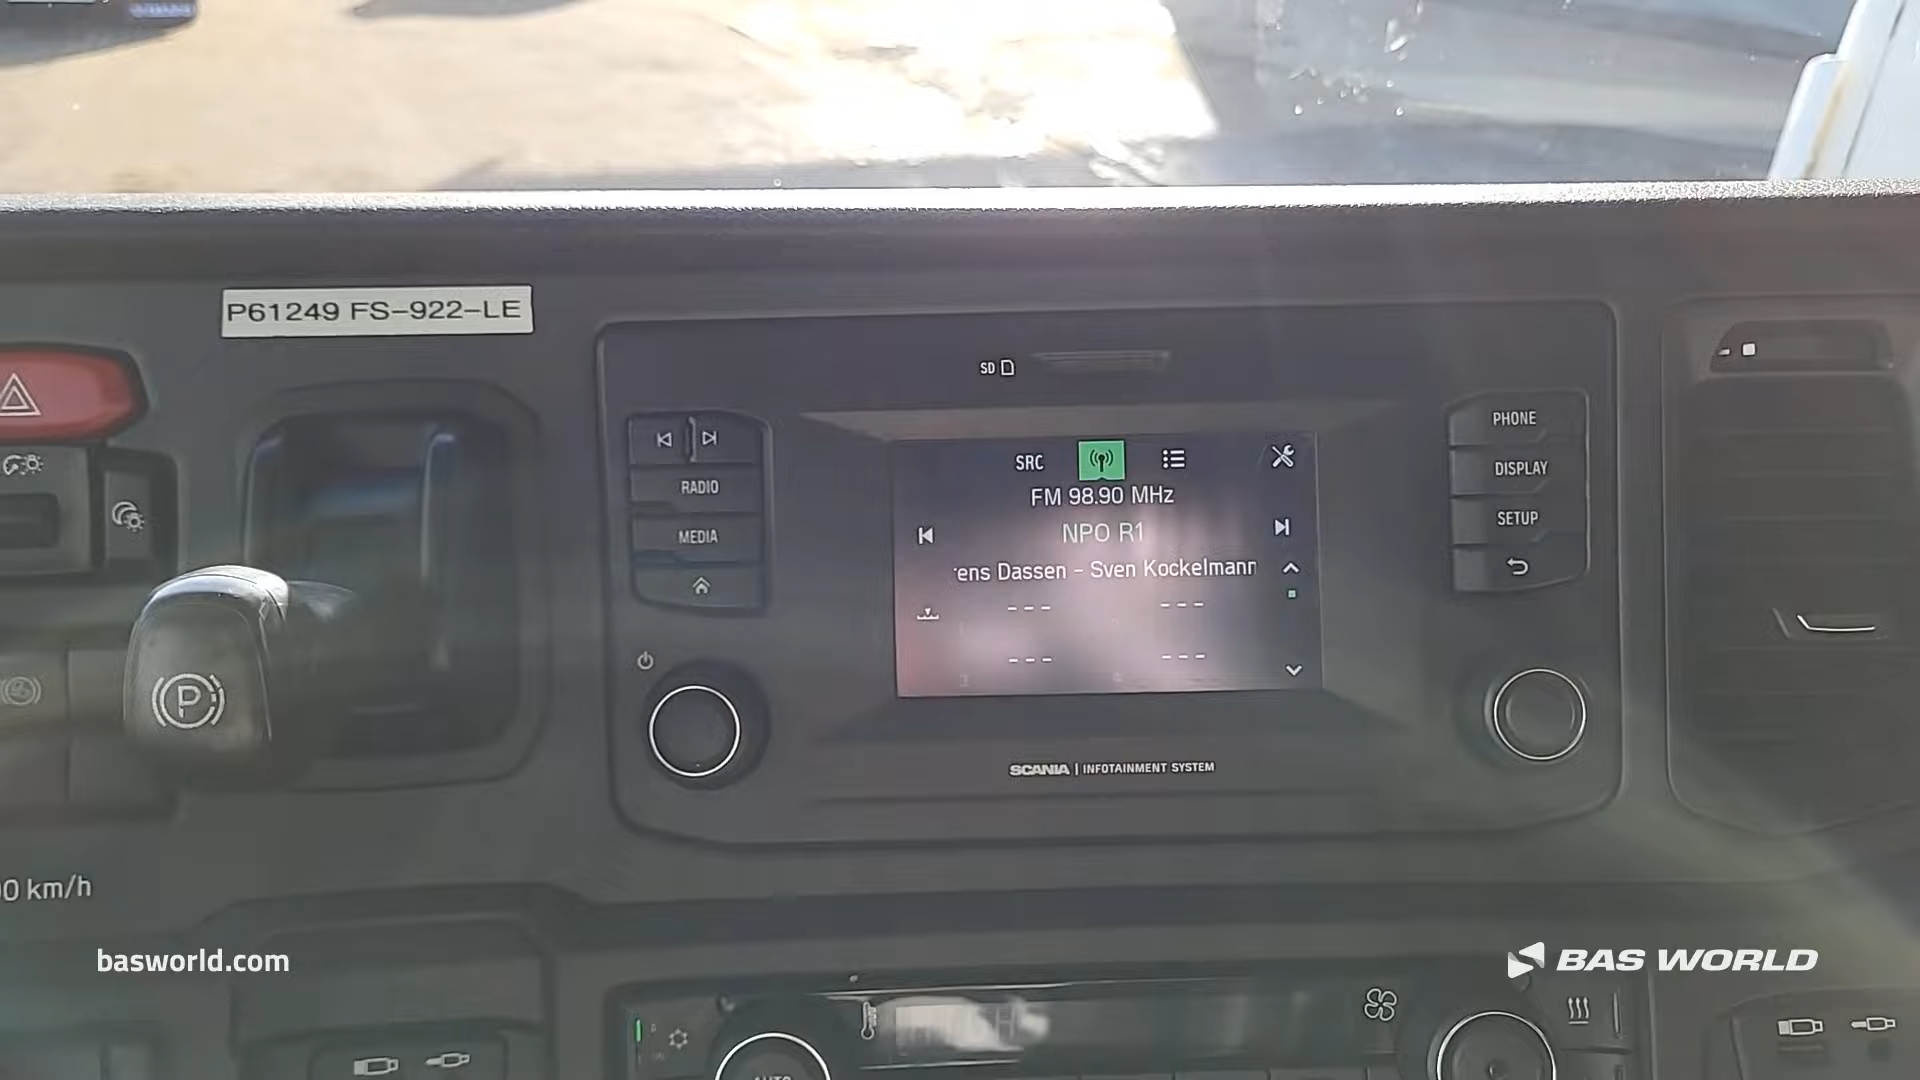 P61249 FS-922-LE
SD
RADIO
MEDIA
SRC
FM 98.90 MHz
NPO R1
ens Dassen - Sven Kockelmann
--- ---
--- ---
PHONE
DISPLAY
SETUP
P
SCANIA | INFOTAINMENT SYSTEM
0 km/h
basworld.com
BAS WORLD
AUTO